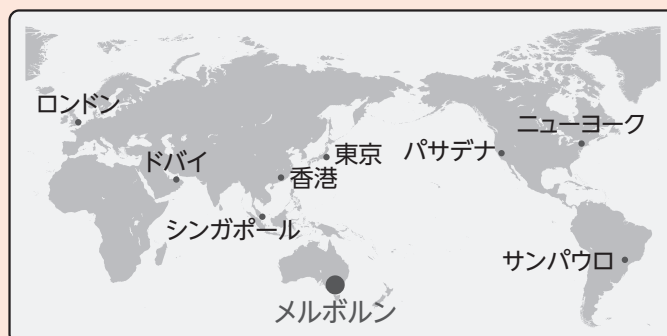 ロンドン
ニューヨーク
ドバイ
東京
パサデナ
香港
シンガポール
サンパウロ
メルボルン